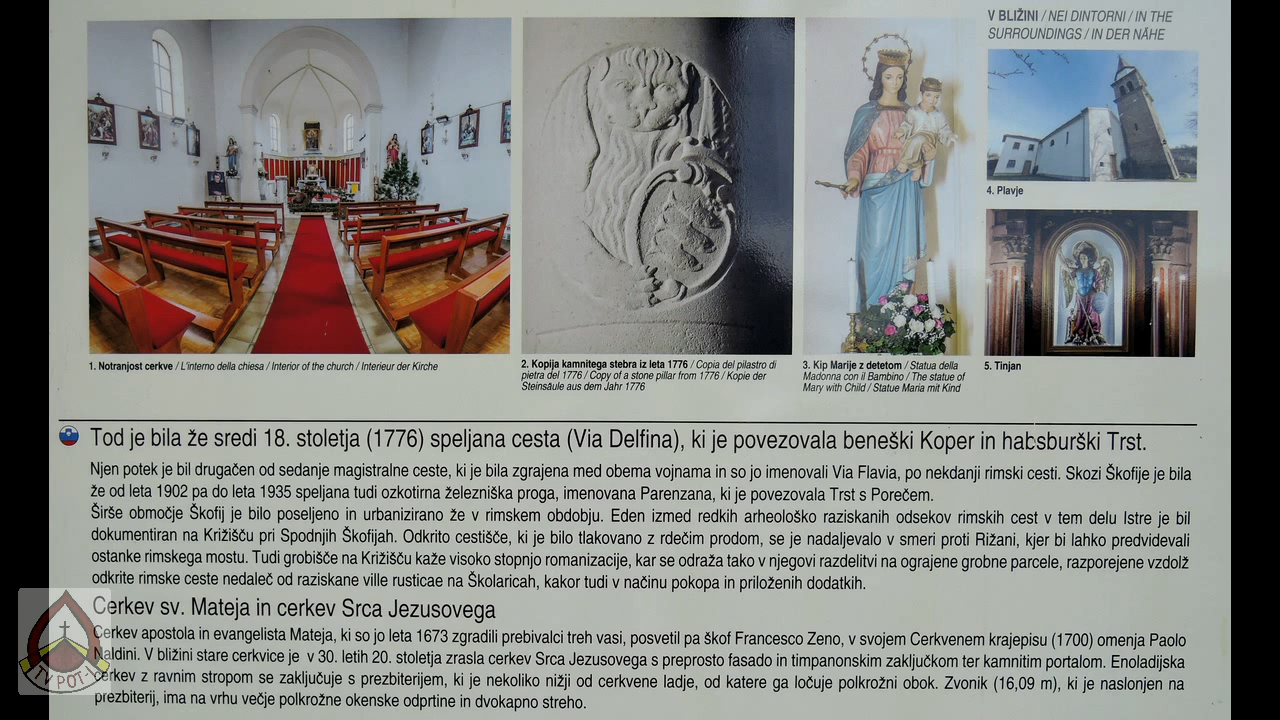 V BLIŽINI / NEI DINTORNI / IN THE
SURROUNDINGS / IN DER NÄHE
4. Plavje
1. Notranjost cerkve / L'interno della chiesa / Interior of the church / Interieur der Kirche
2. Kopija kamnitega stebra iz leta 1776 / Copia del pilastro di
pietra del 1776 / Copy of a stone pillar from 1776 / Kopie der
Steinsäule aus dem Jahr 1776
3. Kip Marije z detetom / Statua della
Madonna con il Bambino / The statue of
Mary with Child / Statue Maria mit Kind
5. Tinjan
Tod je bila že sredi 18. stoletja (1776) speljana cesta (Via Delfina), ki je povezovala beneški Koper in habsburški Trst.
Njen potek je bil drugačen od sedanje magistralne ceste, ki je bila zgrajena med obema vojnama in so jo imenovali Via Flavia, po nekdanji rimski cesti. Skozi Škofije je bila
že od leta 1902 pa do leta 1935 speljana tudi ozkotirna železniška proga, imenovana Parenzana, ki je povezovala Trst s Porečem.
Širše območje Škofij je bilo poseljeno in urbanizirano že v rimskem obdobju. Eden izmed redkih arheološko raziskanih odsekov rimskih cest v tem delu Istre je bil
dokumentiran na Križišču pri Spodnjih Škofijah. Odkrito cestišče, ki je bilo tlakovano z rdečim prodom, se je nadaljevalo v smeri proti Rižani, kjer bi lahko predvidevali
ostanke rimskega mostu. Tudi grobišče na Križišču kaže visoko stopnjo romanizacije, kar se odraža tako v njegovi razdelitvi na ograjene grobne parcele, razporejene vzdolž
odkrite rimske ceste nedaleč od raziskane ville rusticae na Školaricah, kakor tudi v načinu pokopa in priloženih dodatkih.
Cerkev sv. Mateja in cerkev Srca Jezusovega
Cerkev apostola in evangelista Mateja, ki so jo leta 1673 zgradili prebivalci treh vasi, posvetil pa škof Francesco Zeno, v svojem Cerkvenem krajepisu (1700) omenja Paolo
Naldini. V bližini stare cerkvice je v 30. letih 20. stoletja zrasla cerkev Srca Jezusovega s preprosto fasado in timpanonskim zaključkom ter kamnitim portalom. Enoladijska
cerkev z ravnim stropom se zaključuje s prezbiterijem, ki je nekoliko nižji od cerkvene ladje, od katere ga ločuje polkrožni obok. Zvonik (16,09 m), ki je naslonjen na
prezbiterij, ima na vrhu večje polkrožne okenske odprtine in dvokapno streho.
TV POT-1